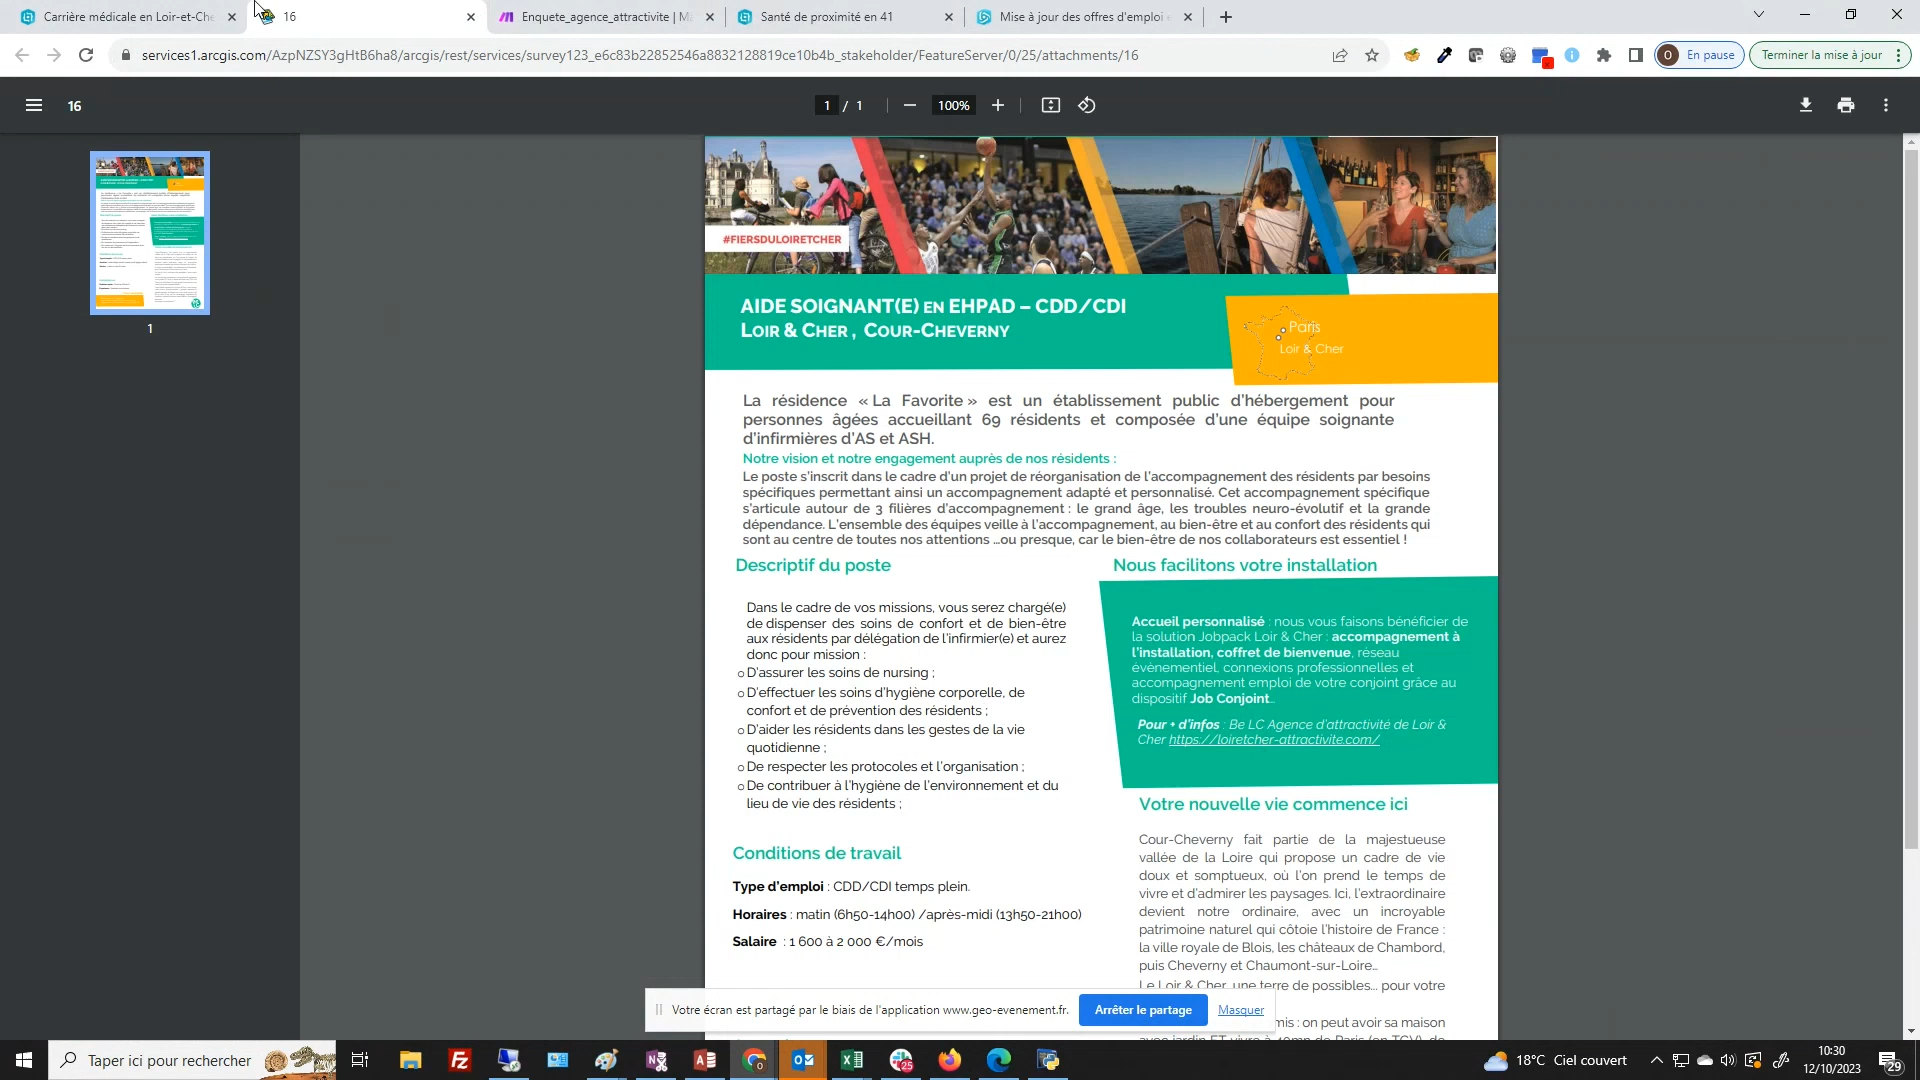 Carrière médicale en Loir-et-Che
16
Enquete_agence_attractivite | M
Santé de proximité en 41
Mise à jour des offres d'emploi e
services1.arcgis.com/AzpNZSY3gHtB6ha8/arcgis/rest/services/survey123_e6c83b22852546a8832128819ce10b4b_stakeholder/FeatureServer/0/25/attachments/16
O
En pause
Terminer la mise à jour
16
1 / 1
100%
1
#FIERSDULOIRETCHER
AIDE SOIGNANT(E) EN EHPAD – CDD/CDI
LOIR & CHER , COUR-CHEVERNY
Paris
Loir & Cher
La résidence « La Favorite » est un établissement public d'hébergement pour
personnes âgées accueillant 69 résidents et composée d'une équipe soignante
d'infirmières d'AS et ASH.
Notre vision et notre engagement auprès de nos résidents :
Le poste s'inscrit dans le cadre d'un projet de réorganisation de l'accompagnement des résidents par besoins
spécifiques permettant ainsi un accompagnement adapté et personnalisé. Cet accompagnement spécifique
s'articule autour de 3 filières d'accompagnement : le grand âge, les troubles neuro-évolutif et la grande
dépendance. L'ensemble des équipes veille à l'accompagnement, au bien-être et au confort des résidents qui
sont au centre de toutes nos attentions …ou presque, car le bien-être de nos collaborateurs est essentiel !
Descriptif du poste
Dans le cadre de vos missions, vous serez chargé(e)
de dispenser des soins de confort et de bien-être
aux résidents par délégation de l'infirmier(e) et aurez
donc pour mission :
o D'assurer les soins de nursing ;
o D'effectuer les soins d'hygiène corporelle, de
confort et de prévention des résidents ;
o D'aider les résidents dans les gestes de la vie
quotidienne ;
o De respecter les protocoles et l'organisation ;
o De contribuer à l'hygiène de l'environnement et du
lieu de vie des résidents ;
Conditions de travail
Type d'emploi : CDD/CDI temps plein.
Horaires : matin (6h50-14h00) /après-midi (13h50-21h00)
Salaire : 1 600 à 2 000 €/mois
Nous facilitons votre installation
Accueil personnalisé : nous vous faisons bénéficier de
la solution Jobpack Loir & Cher : accompagnement à
l'installation, coffret de bienvenue, réseau
évènementiel, connexions professionnelles et
accompagnement emploi de votre conjoint grâce au
dispositif Job Conjoint…
Pour + d'infos : Be LC Agence d'attractivité de Loir &
Cher https://loiretcher-attractivite.com/
Votre nouvelle vie commence ici
Cour-Cheverny fait partie de la majestueuse
vallée de la Loire qui propose un cadre de vie
doux et somptueux, où l'on prend le temps de
vivre et d'admirer les paysages. Ici, l'extraordinaire
devient notre ordinaire, avec un incroyable
patrimoine naturel qui côtoie l'histoire de France :
la ville royale de Blois, les châteaux de Chambord,
puis Cheverny et Chaumont-sur-Loire…
Le Loir & Cher, une terre de possibles… pour votre
mis : on peut avoir sa maison
Votre écran est partagé par le biais de l'application www.geo-evenement.fr.
Arrêter le partage
Masquer
Taper ici pour rechercher
25
18°C Ciel couvert
10:30
12/10/2023
29